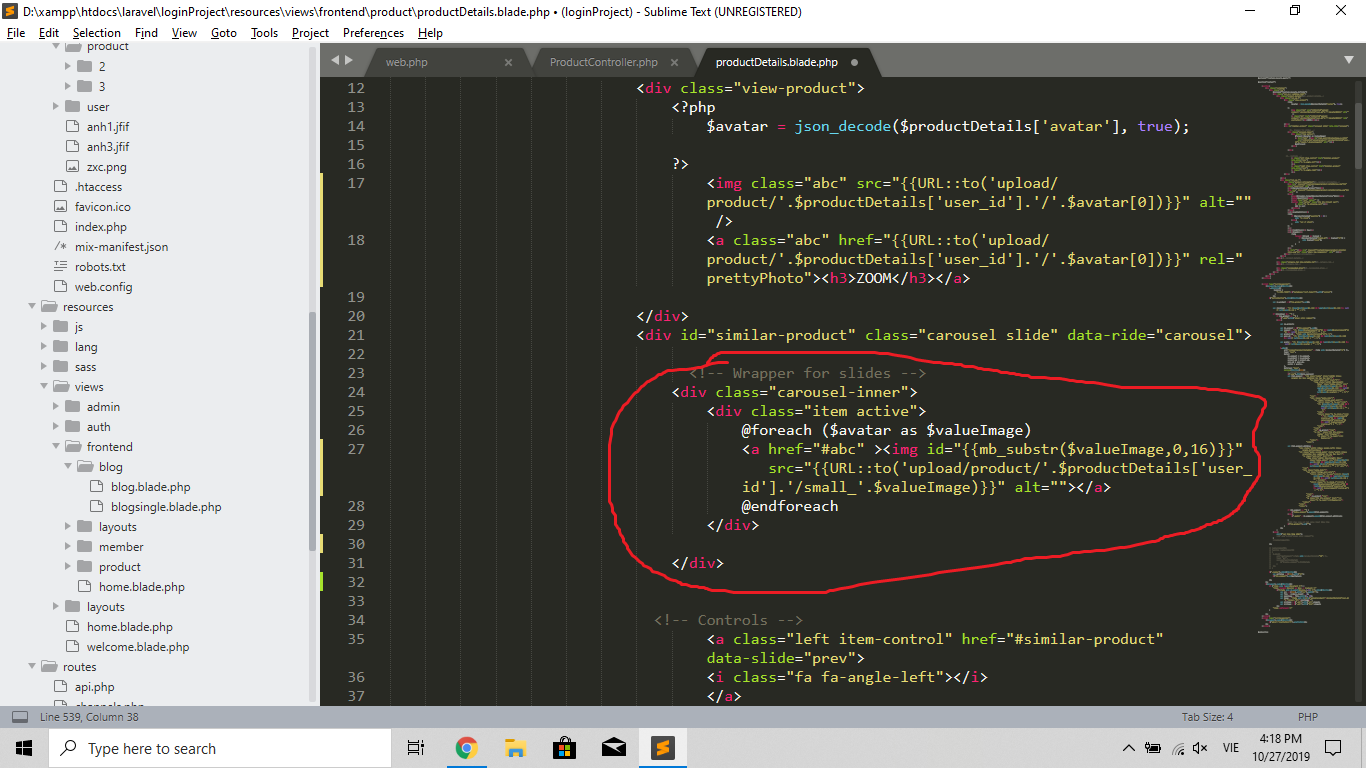 D:\xampp\htdocs\laravel\loginProject\resources\views\frontend\product\productDetails.blade.php • (loginProject) - Sublime Text (UNREGISTERED)
File Edit Selection Find View Goto Tools Project Preferences Help
web.php
ProductController.php
productDetails.blade.php
product
2
3
user
anh1.jfif
anh3.jfif
zxc.png
.htaccess
favicon.ico
index.php
/* mix-manifest.json
robots.txt
web.config
resources
js
lang
sass
views
admin
auth
frontend
blog
blog.blade.php
blogsingle.blade.php
layouts
member
product
home.blade.php
layouts
home.blade.php
welcome.blade.php
routes
api.php
channels.php
12 <div class="view-product">
13 <?php
14 $avatar = json_decode($productDetails['avatar'], true);
15
16 ?>
17 <img class="abc" src="{{URL::to('upload/
product/'.$productDetails['user_id'].'/'.$avatar[0])}}" alt=""
/>
18 <a class="abc" href="{{URL::to('upload/
product/'.$productDetails['user_id'].'/'.$avatar[0])}}" rel="
prettyPhoto"><h3>ZOOM</h3></a>
19
20 </div>
21 <div id="similar-product" class="carousel slide" data-ride="carousel">
22
23 <!-- Wrapper for slides -->
24 <div class="carousel-inner">
25 <div class="item active">
26 @foreach ($avatar as $valueImage)
27 <a href="#abc" ><img id="{{mb_substr($valueImage,0,16)}}"
src="{{URL::to('upload/product/'.$productDetails['user_
id'].'/small_'.$valueImage)}}" alt=""></a>
28 @endforeach
29 </div>
30
31 </div>
32
33
34 <!-- Controls -->
35 <a class="left item-control" href="#similar-product"
data-slide="prev">
36 <i class="fa fa-angle-left"></i>
37 </a>
Line 539, Column 38
Tab Size: 4
PHP
Type here to search
VIE
4:18 PM
10/27/2019